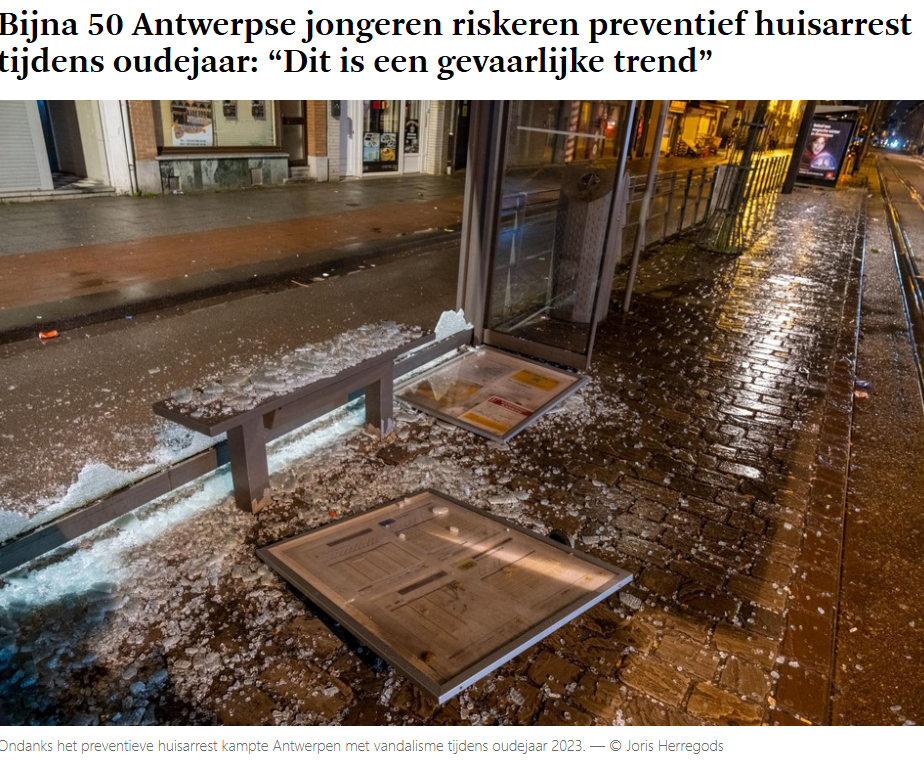 Bijna 50 Antwerpse jongeren riskeren preventief huisarrest
tijdens oudejaar: “Dit is een gevaarlijke trend”
Ondanks het preventieve huisarrest kampte Antwerpen met vandalisme tijdens oudejaar 2023. — © Joris Herregods